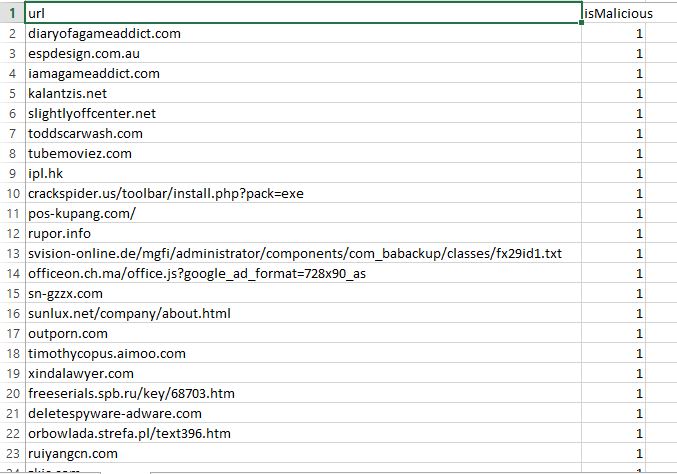 1 url isMalicious
2 diaryofagameaddict.com 1
3 espdesign.com.au 1
4 iamagameaddict.com 1
5 kalantzis.net 1
6 slightlyoffcenter.net 1
7 toddscarwash.com 1
8 tubemoviez.com 1
9 ipl.hk 1
10 crackspider.us/toolbar/install.php?pack=exe 1
11 pos-kupang.com/ 1
12 rupor.info 1
13 svision-online.de/mgfi/administrator/components/com_babackup/classes/fx29id1.txt 1
14 officeon.ch.ma/office.js?google_ad_format=728x90_as 1
15 sn-gzzx.com 1
16 sunlux.net/company/about.html 1
17 outporn.com 1
18 timothycopus.aimoo.com 1
19 xindalawyer.com 1
20 freeserials.spb.ru/key/68703.htm 1
21 deletespyware-adware.com 1
22 orbowlada.strefa.pl/text396.htm 1
23 ruiyangcn.com 1